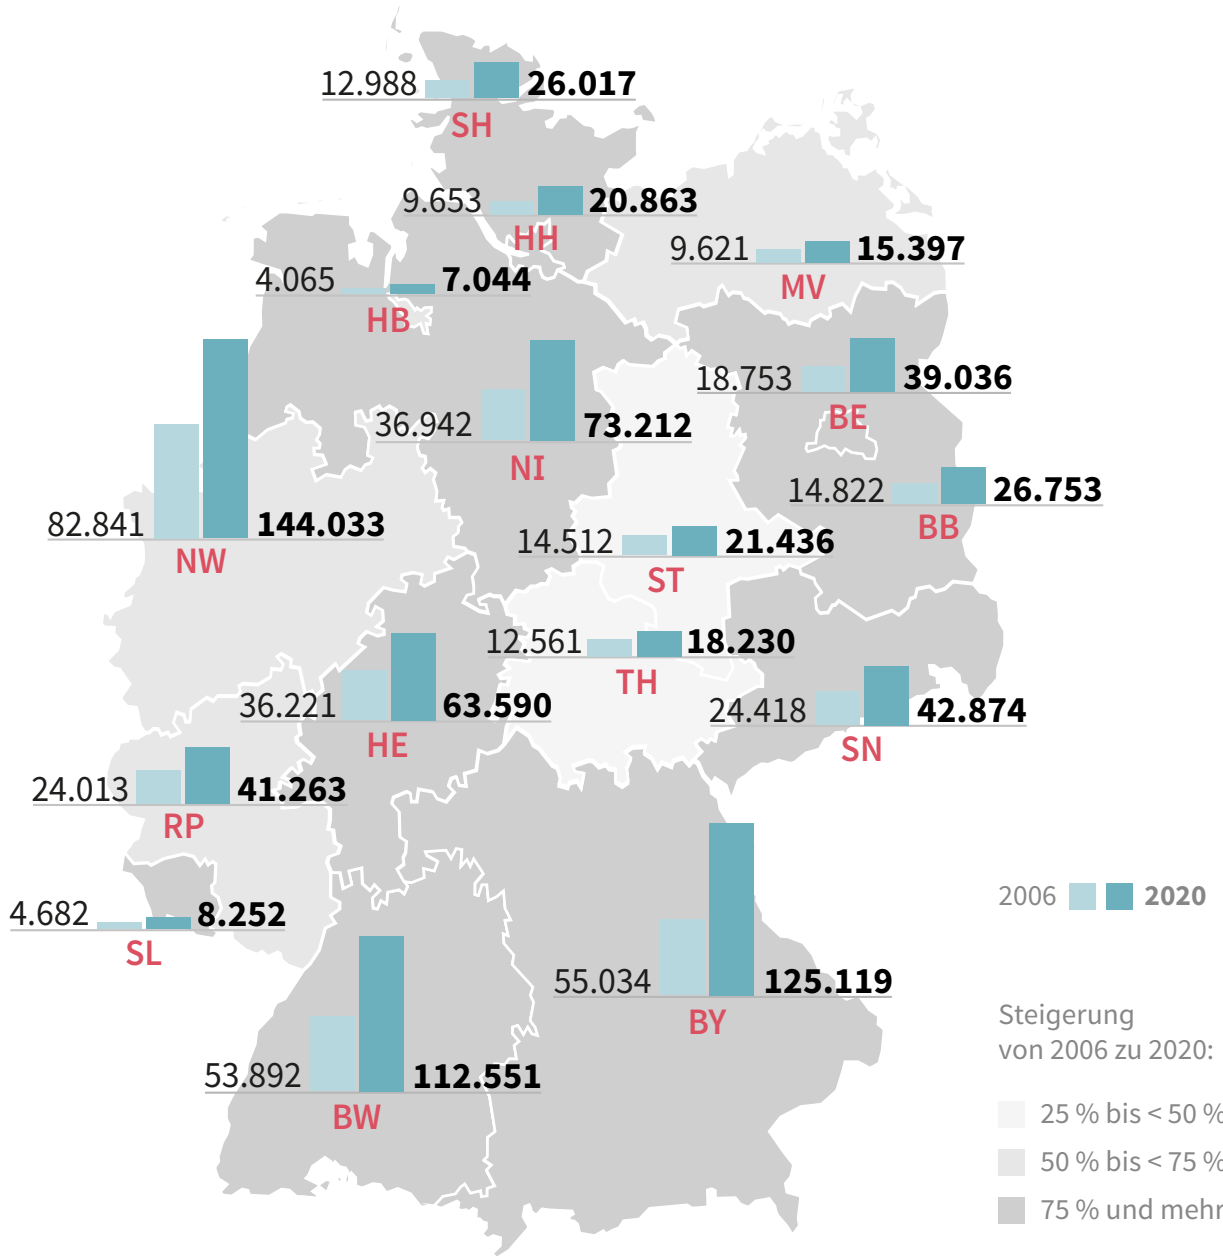 12.988 26.017
SH
9.653 20.863
HH
9.621 15.397
MV
4.065 7.044
HB
18.753 39.036
BE
36.942 73.212
NI
14.822 26.753
BB
82.841 144.033
NW
14.512 21.436
ST
12.561 18.230
TH
36.221 63.590
HE
24.418 42.874
SN
24.013 41.263
RP
4.682 8.252
SL
2006 2020
55.034 125.119
BY
53.892 112.551
BW
Steigerung
von 2006 zu 2020:
25 % bis < 50 %
50 % bis < 75 %
75 % und mehr